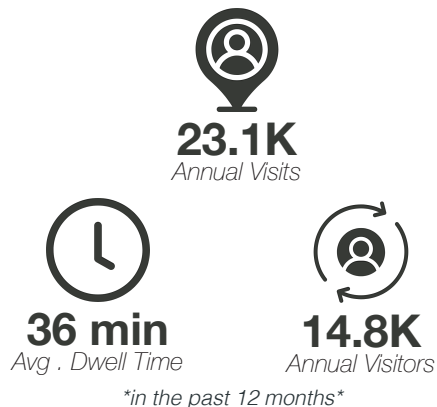 23.1K
Annual Visits
36 min
Avg . Dwell Time
14.8K
Annual Visitors
*in the past 12 months*